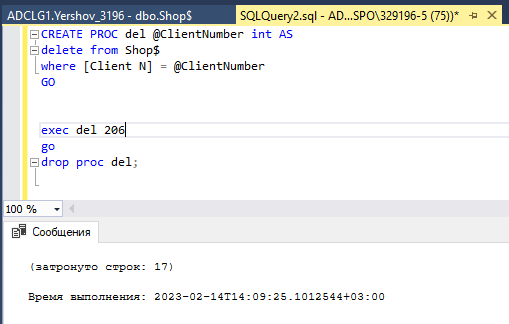 ADCLG1.Yershov_3196 - dbo.Shop$
SQLQuery2.sql - AD...SPO\329196-5 (75))*
CREATE PROC del @ClientNumber int AS
delete from Shop$
where [Client N] = @ClientNumber
GO
exec del 206
go
drop proc del;
100 %
Сообщения
(затронуто строк: 17)
Время выполнения: 2023-02-14T14:09:25.1012544+03:00